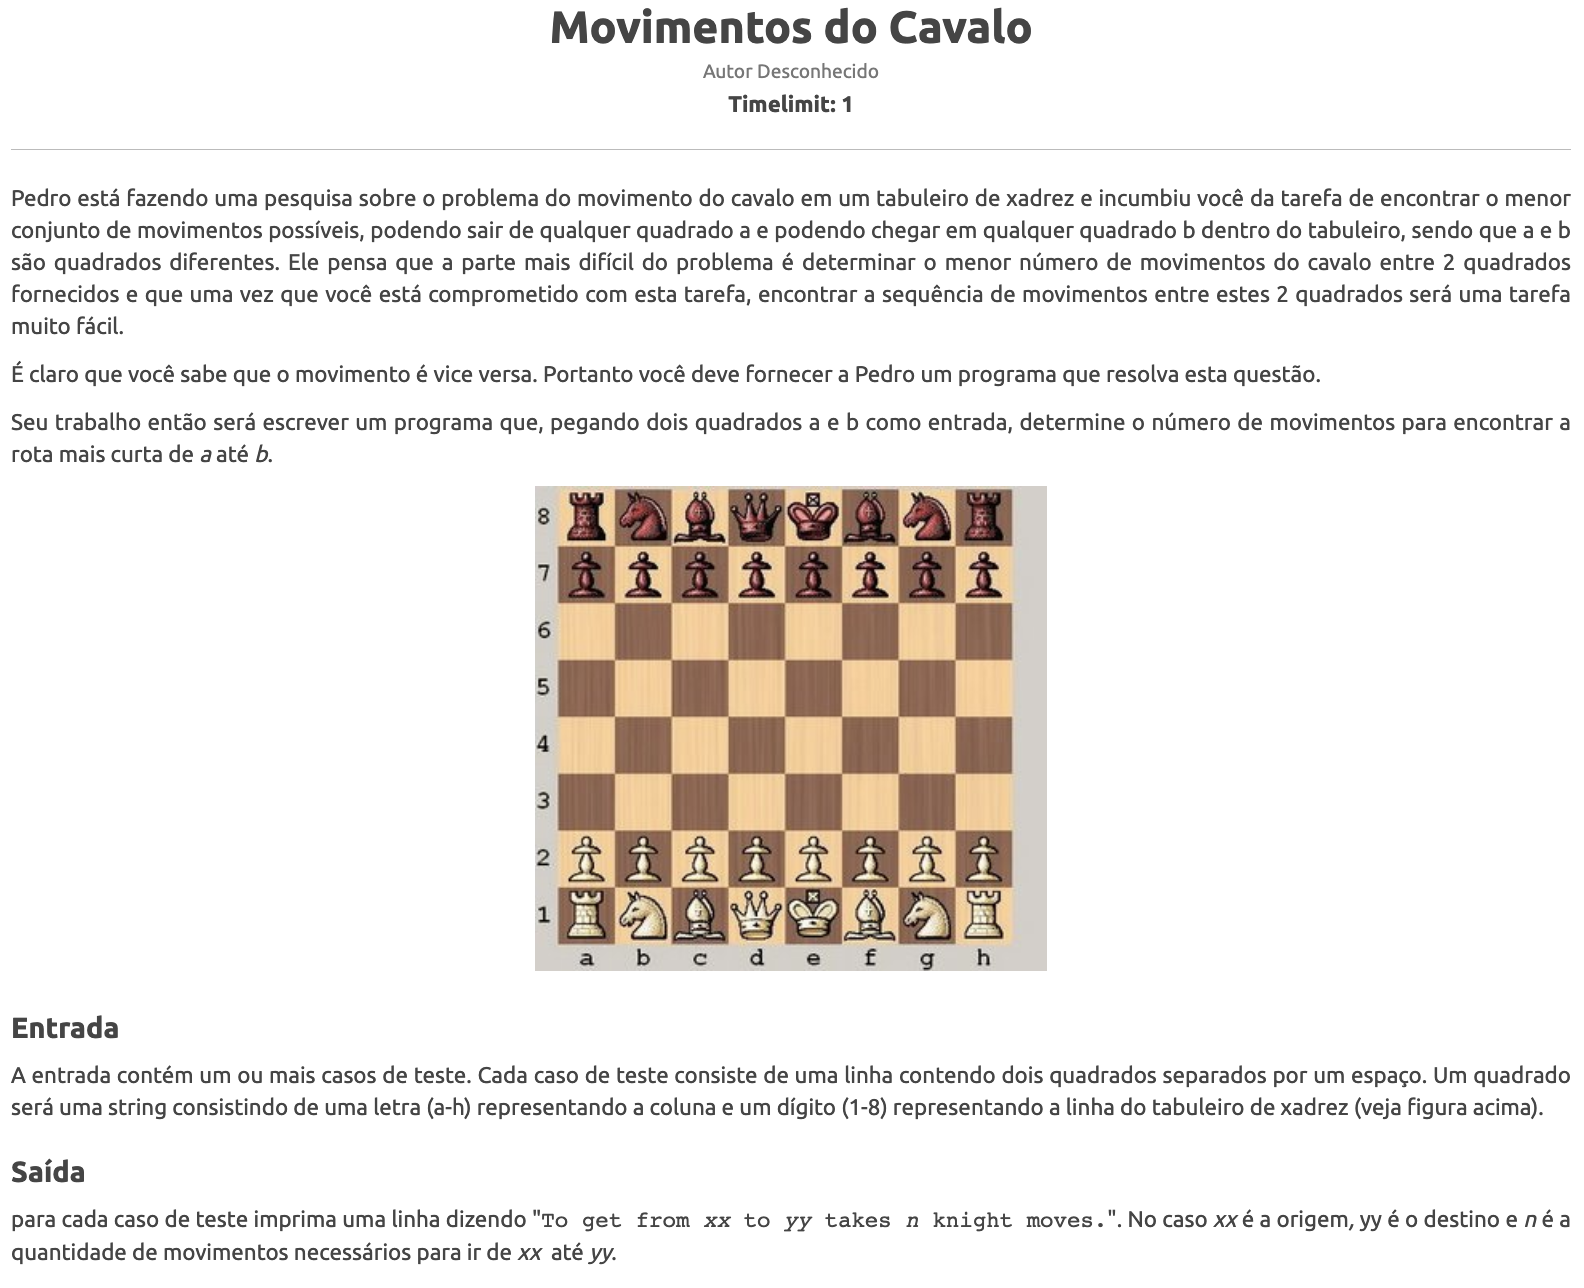 Movimentos do Cavalo
Autor Desconhecido
Timelimit: 1
Pedro está fazendo uma pesquisa sobre o problema do movimento do cavalo em um tabuleiro de xadrez e incumbiu você da tarefa de encontrar o menor
conjunto de movimentos possíveis, podendo sair de qualquer quadrado a e podendo chegar em qualquer quadrado b dentro do tabuleiro, sendo que a e b
são quadrados diferentes. Ele pensa que a parte mais difícil do problema é determinar o menor número de movimentos do cavalo entre 2 quadrados
fornecidos e que uma vez que você está comprometido com esta tarefa, encontrar a sequência de movimentos entre estes 2 quadrados será uma tarefa
muito fácil.
É claro que você sabe que o movimento é vice versa. Portanto você deve fornecer a Pedro um programa que resolva esta questão.
Seu trabalho então será escrever um programa que, pegando dois quadrados a e b como entrada, determine o número de movimentos para encontrar a
rota mais curta de a até b.
8
7
6
5
4
3
2
1
a b c d e f g h
Entrada
A entrada contém um ou mais casos de teste. Cada caso de teste consiste de uma linha contendo dois quadrados separados por um espaço. Um quadrado
será uma string consistindo de uma letra (a-h) representando a coluna e um dígito (1-8) representando a linha do tabuleiro de xadrez (veja figura acima).
Saída
para cada caso de teste imprima uma linha dizendo "To get from xx to yy takes n knight moves.". No caso xx é a origem, yy é o destino e n é a
quantidade de movimentos necessários para ir de xx até yy.